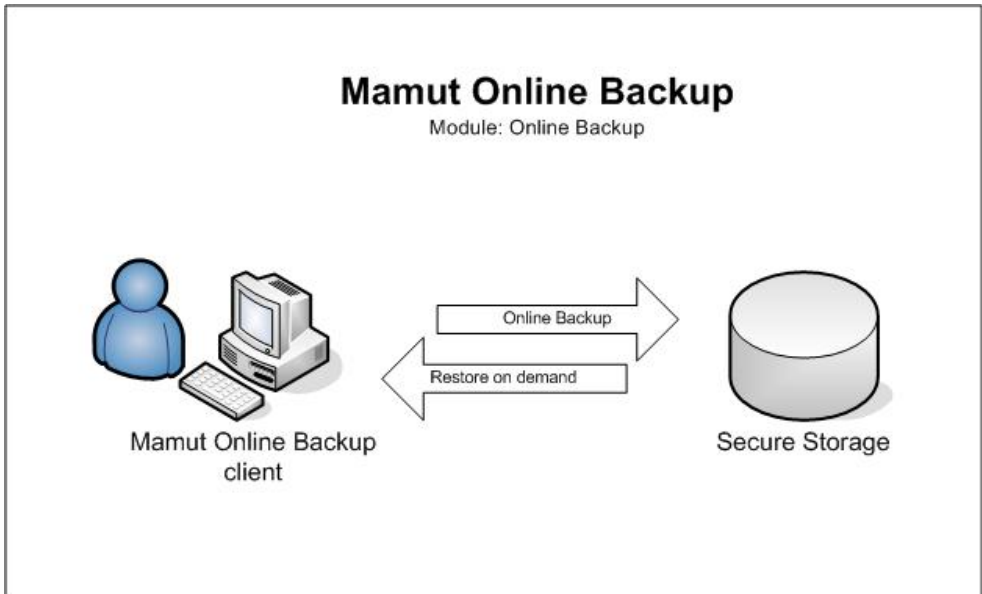 Mamut Online Backup
Module: Online Backup
Online Backup
Restore on demand
Mamut Online Backup
client
Secure Storage